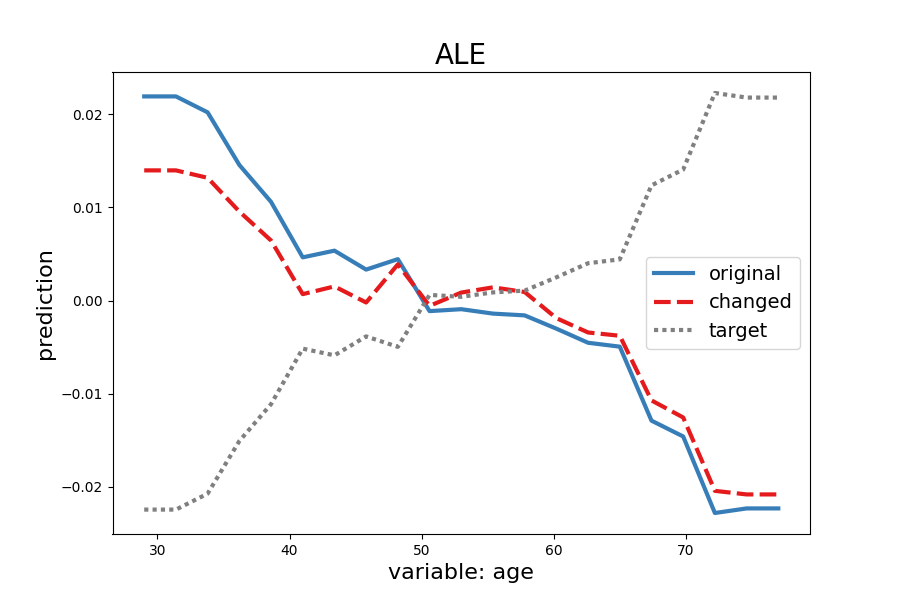 ALE
prediction
0.02
0.01
0.00
−0.01
−0.02
original
changed
target
30 40 50 60 70
variable: age